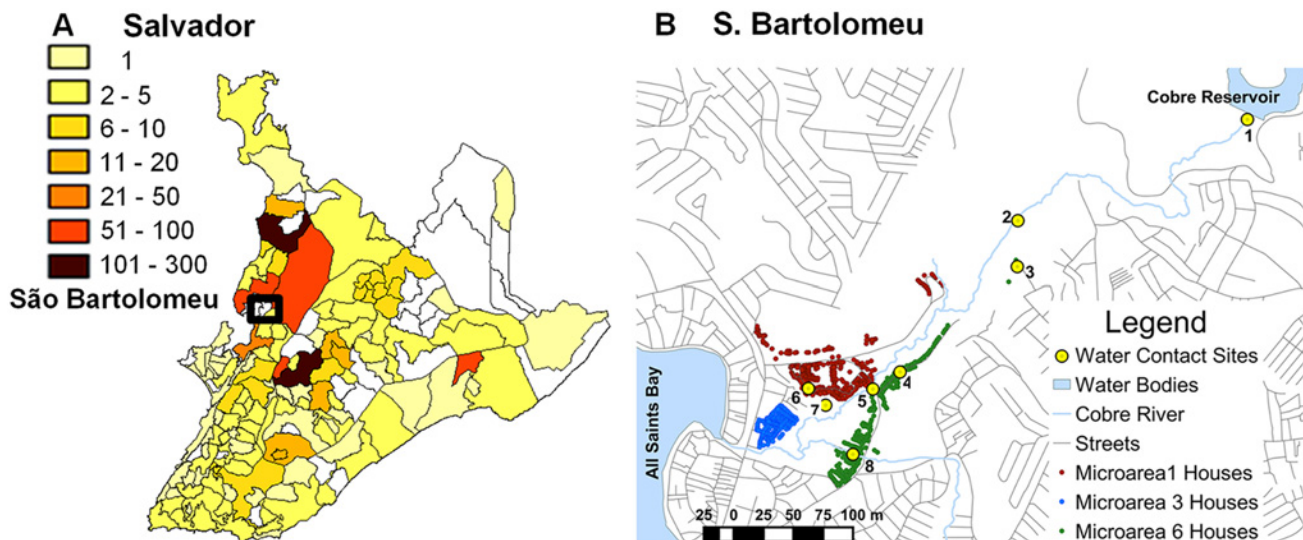 A Salvador
1
2 - 5
6 - 10
11 - 20
21 - 50
51 - 100
101 - 300
São Bartolomeu
B S. Bartolomeu
Cobre Reservoir
1
2
3
4
5
6
7
8
All Saints Bay
25 0 25 50 75 100 m
Legend
Water Contact Sites
Water Bodies
Cobre River
Streets
Microarea1 Houses
Microarea 3 Houses
Microarea 6 Houses